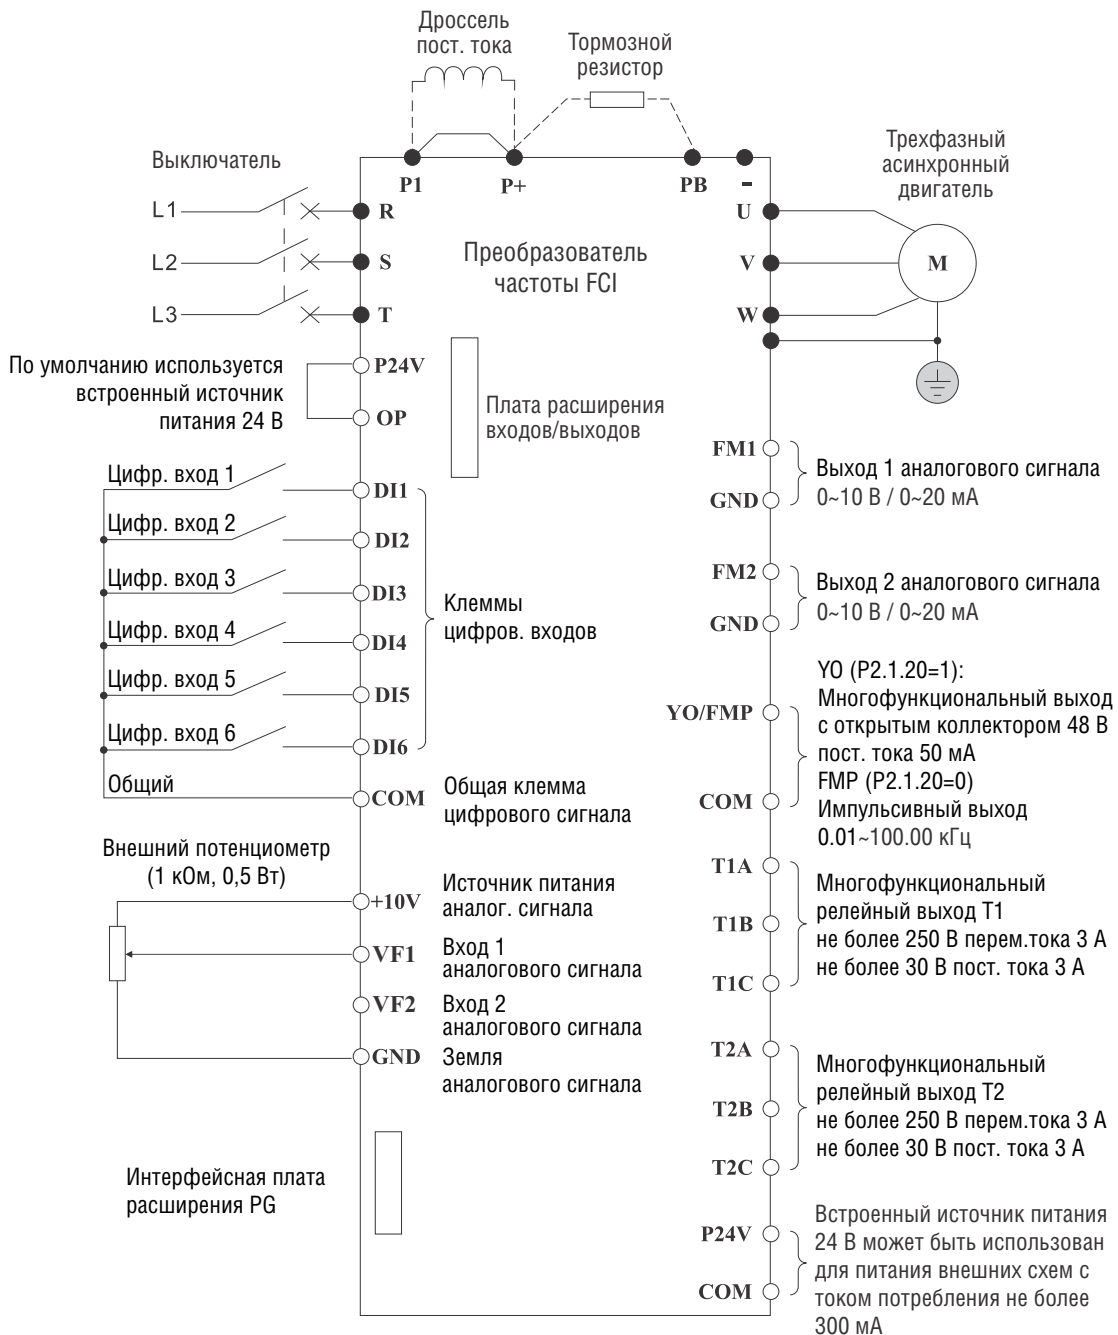 Дроссель
пост. тока
Тормозной
резистор
Выключатель
Трехфазный
асинхронный
двигатель
P1
P+
PB
-
L1
R
U
L2
S
Преобразователь
частоты FCI
V
M
L3
T
W
По умолчанию используется
встроенный источник
питания 24 В
P24V
OP
Плата расширения
входов/выходов
FM1
GND
Выход 1 аналогового сигнала
0~10 В / 0~20 мА
Цифр. вход 1
DI1
Цифр. вход 2
DI2
Цифр. вход 3
DI3
Цифр. вход 4
DI4
Цифр. вход 5
DI5
Цифр. вход 6
DI6
Клеммы
цифров. входов
FM2
GND
Выход 2 аналогового сигнала
0~10 В / 0~20 мА
Общий
COM
Общая клемма
цифрового сигнала
YO/FMP
COM
YO (P2.1.20=1):
Многофункциональный выход
с открытым коллектором 48 В
пост. тока 50 мА
FMP (P2.1.20=0)
Импульсивный выход
0.01~100.00 кГц
Внешний потенциометр
(1 кОм, 0,5 Вт)
+10V
Источник питания
аналог. сигнала
VF1
Вход 1
аналогового сигнала
VF2
Вход 2
аналогового сигнала
GND
Земля
аналогового сигнала
T1A
T1B
T1C
Многофункциональный
релейный выход T1
не более 250 В перем.тока 3 А
не более 30 В пост. тока 3 А
T2A
T2B
T2C
Многофункциональный
релейный выход T2
не более 250 В перем.тока 3 А
не более 30 В пост. тока 3 А
Интерфейсная плата
расширения PG
P24V
COM
Встроенный источник питания
24 В может быть использован
для питания внешних схем с
током потребления не более
300 мА